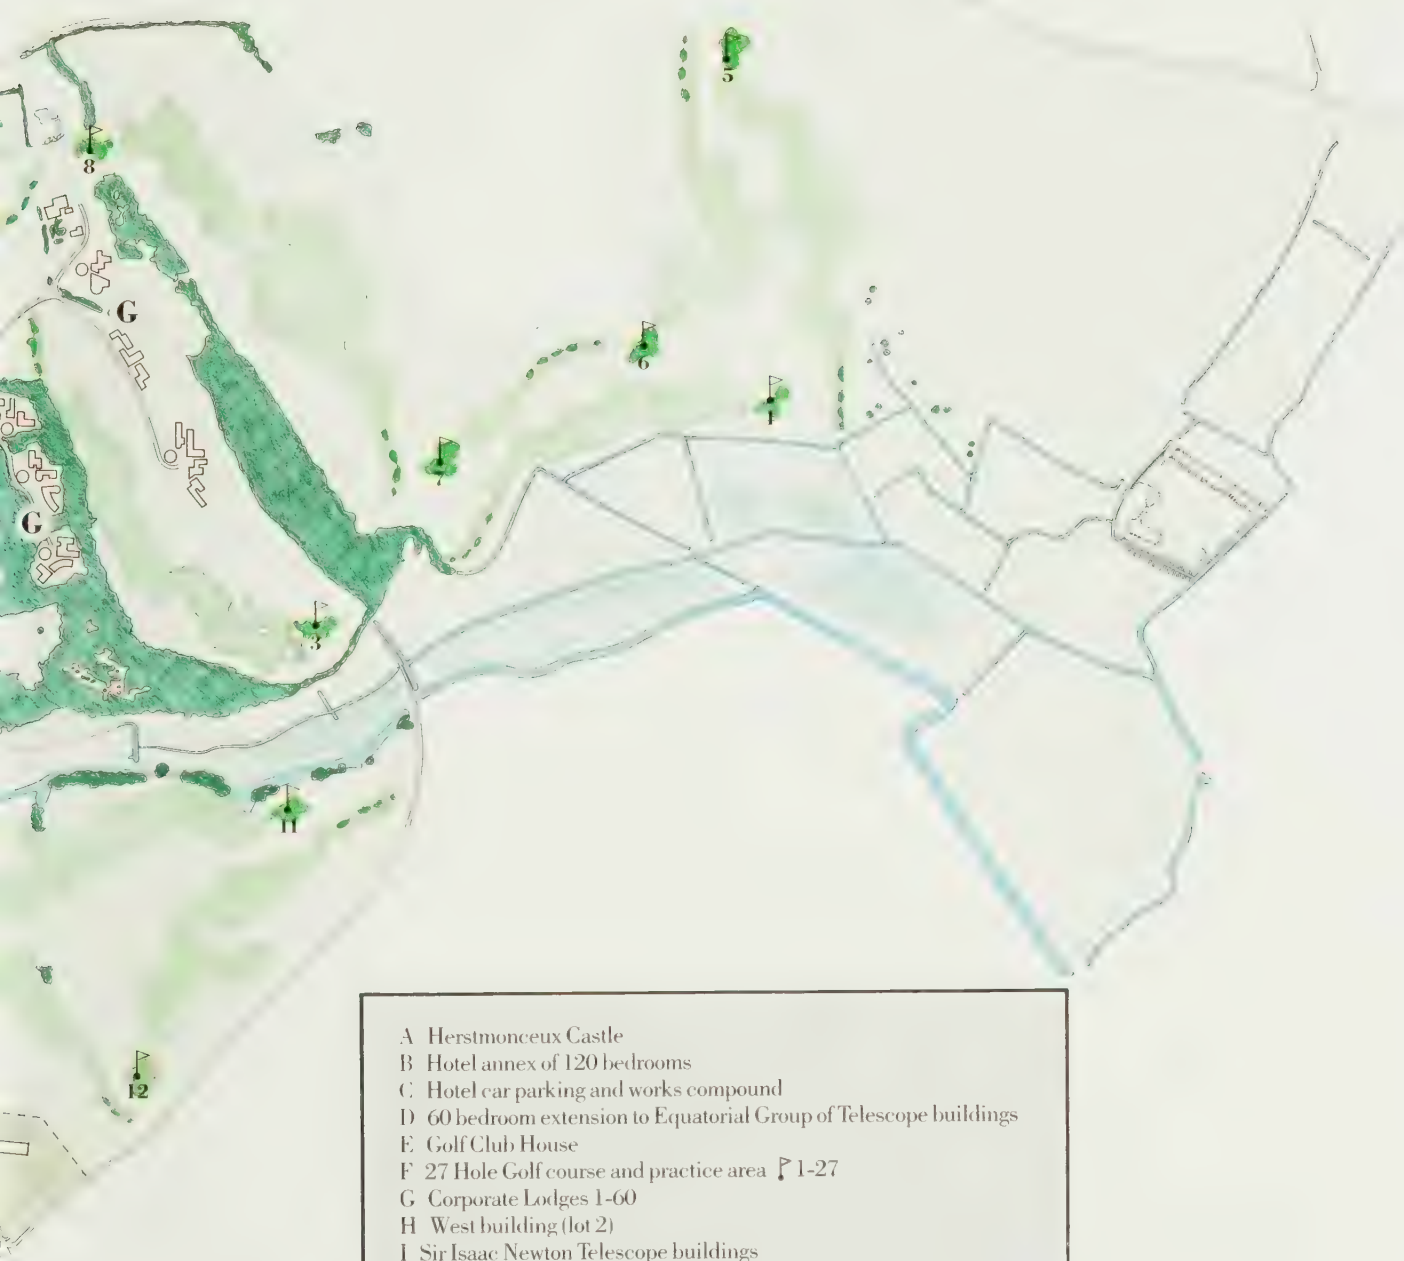 5
8
G
6
1
7
G
3
11
12
A Herstmonceux Castle
B Hotel annex of 120 bedrooms
C Hotel car parking and works compound
D 60 bedroom extension to Equatorial Group of Telescope buildings
E Golf Club House
F 27 Hole Golf course and practice area 1-27
G Corporate Lodges 1-60
H West building (lot 2)
I Sir Isaac Newton Telescope buildings